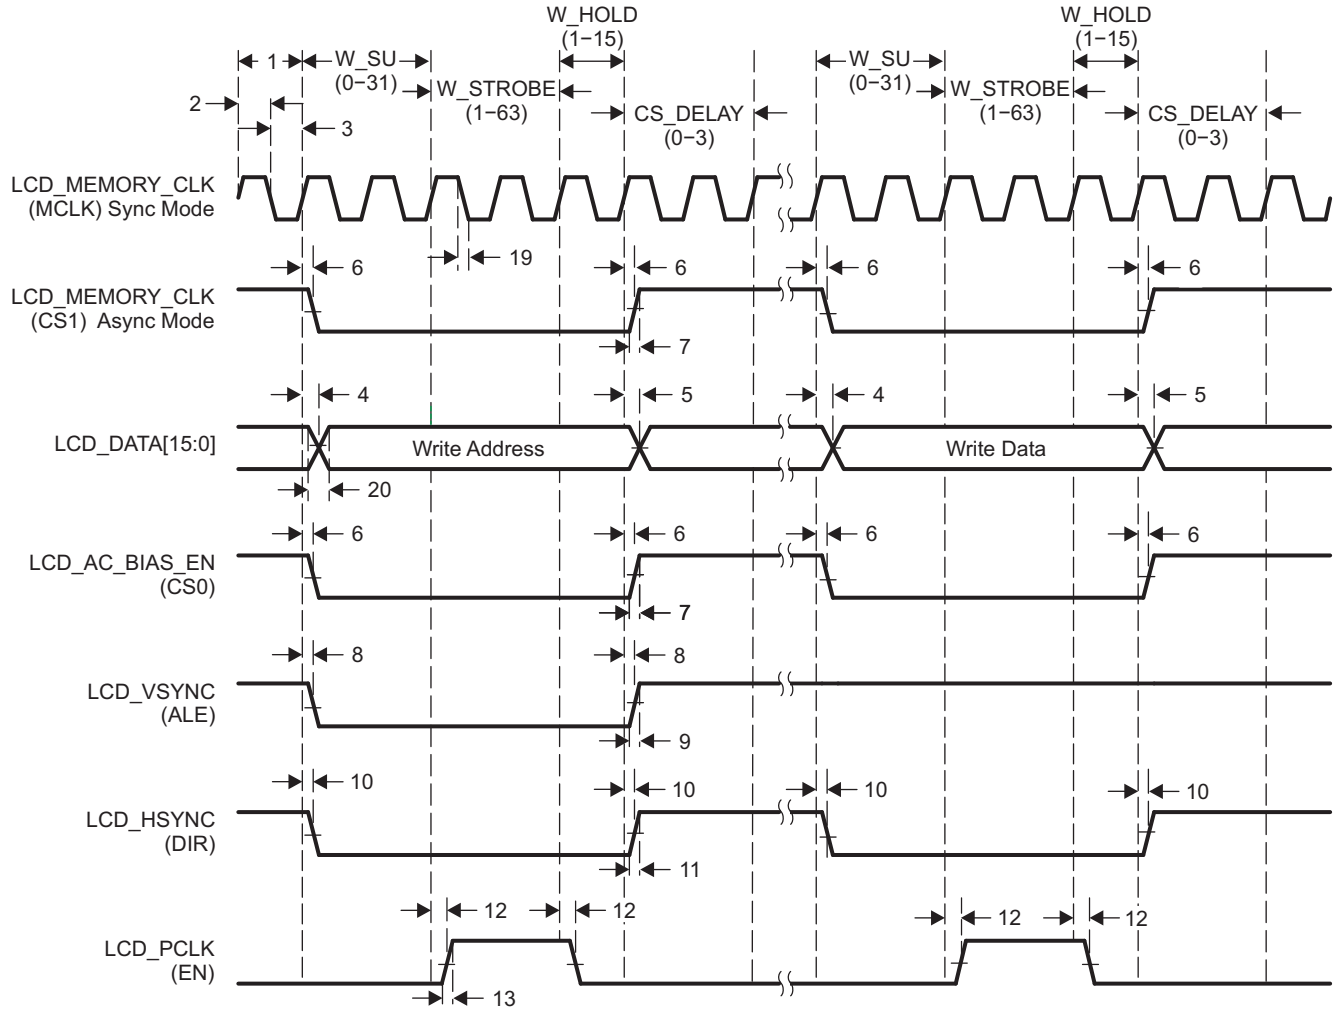 W_HOLD
(1−15)
W_HOLD
(1−15)
1
W_SU
(0−31)
W_SU
(0−31)
2
W_STROBE
(1−63)
CS_DELAY
(0−3)
W_STROBE
(1−63)
CS_DELAY
(0−3)
3
LCD_MEMORY_CLK
(MCLK) Sync Mode
19
6
6
6
6
LCD_MEMORY_CLK
(CS1) Async Mode
7
4
5
4
5
LCD_DATA[15:0]
Write Address
Write Data
20
6
6
6
6
LCD_AC_BIAS_EN
(CS0)
7
8
8
LCD_VSYNC
(ALE)
9
10
10
10
10
LCD_HSYNC
(DIR)
11
12
12
12
12
LCD_PCLK
(EN)
13